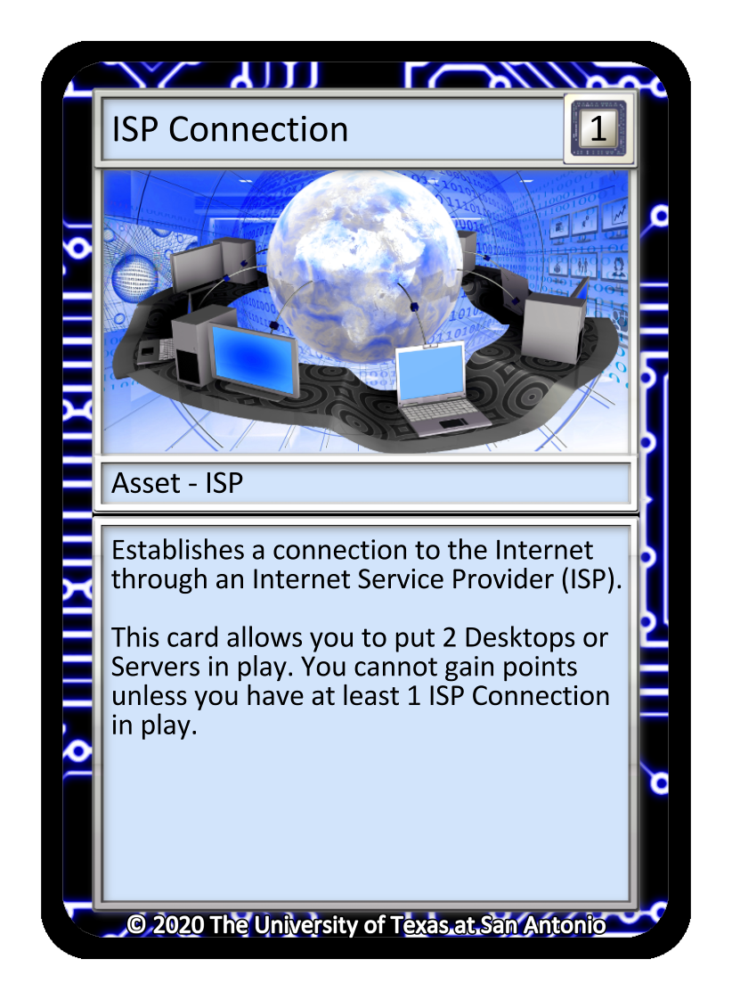 ISP Connection
1
Asset - ISP
Establishes a connection to the Internet
through an Internet Service Provider (ISP).
This card allows you to put 2 Desktops or
Servers in play. You cannot gain points
unless you have at least 1 ISP Connection
in play.
© 2020 The University of Texas at San Antonio